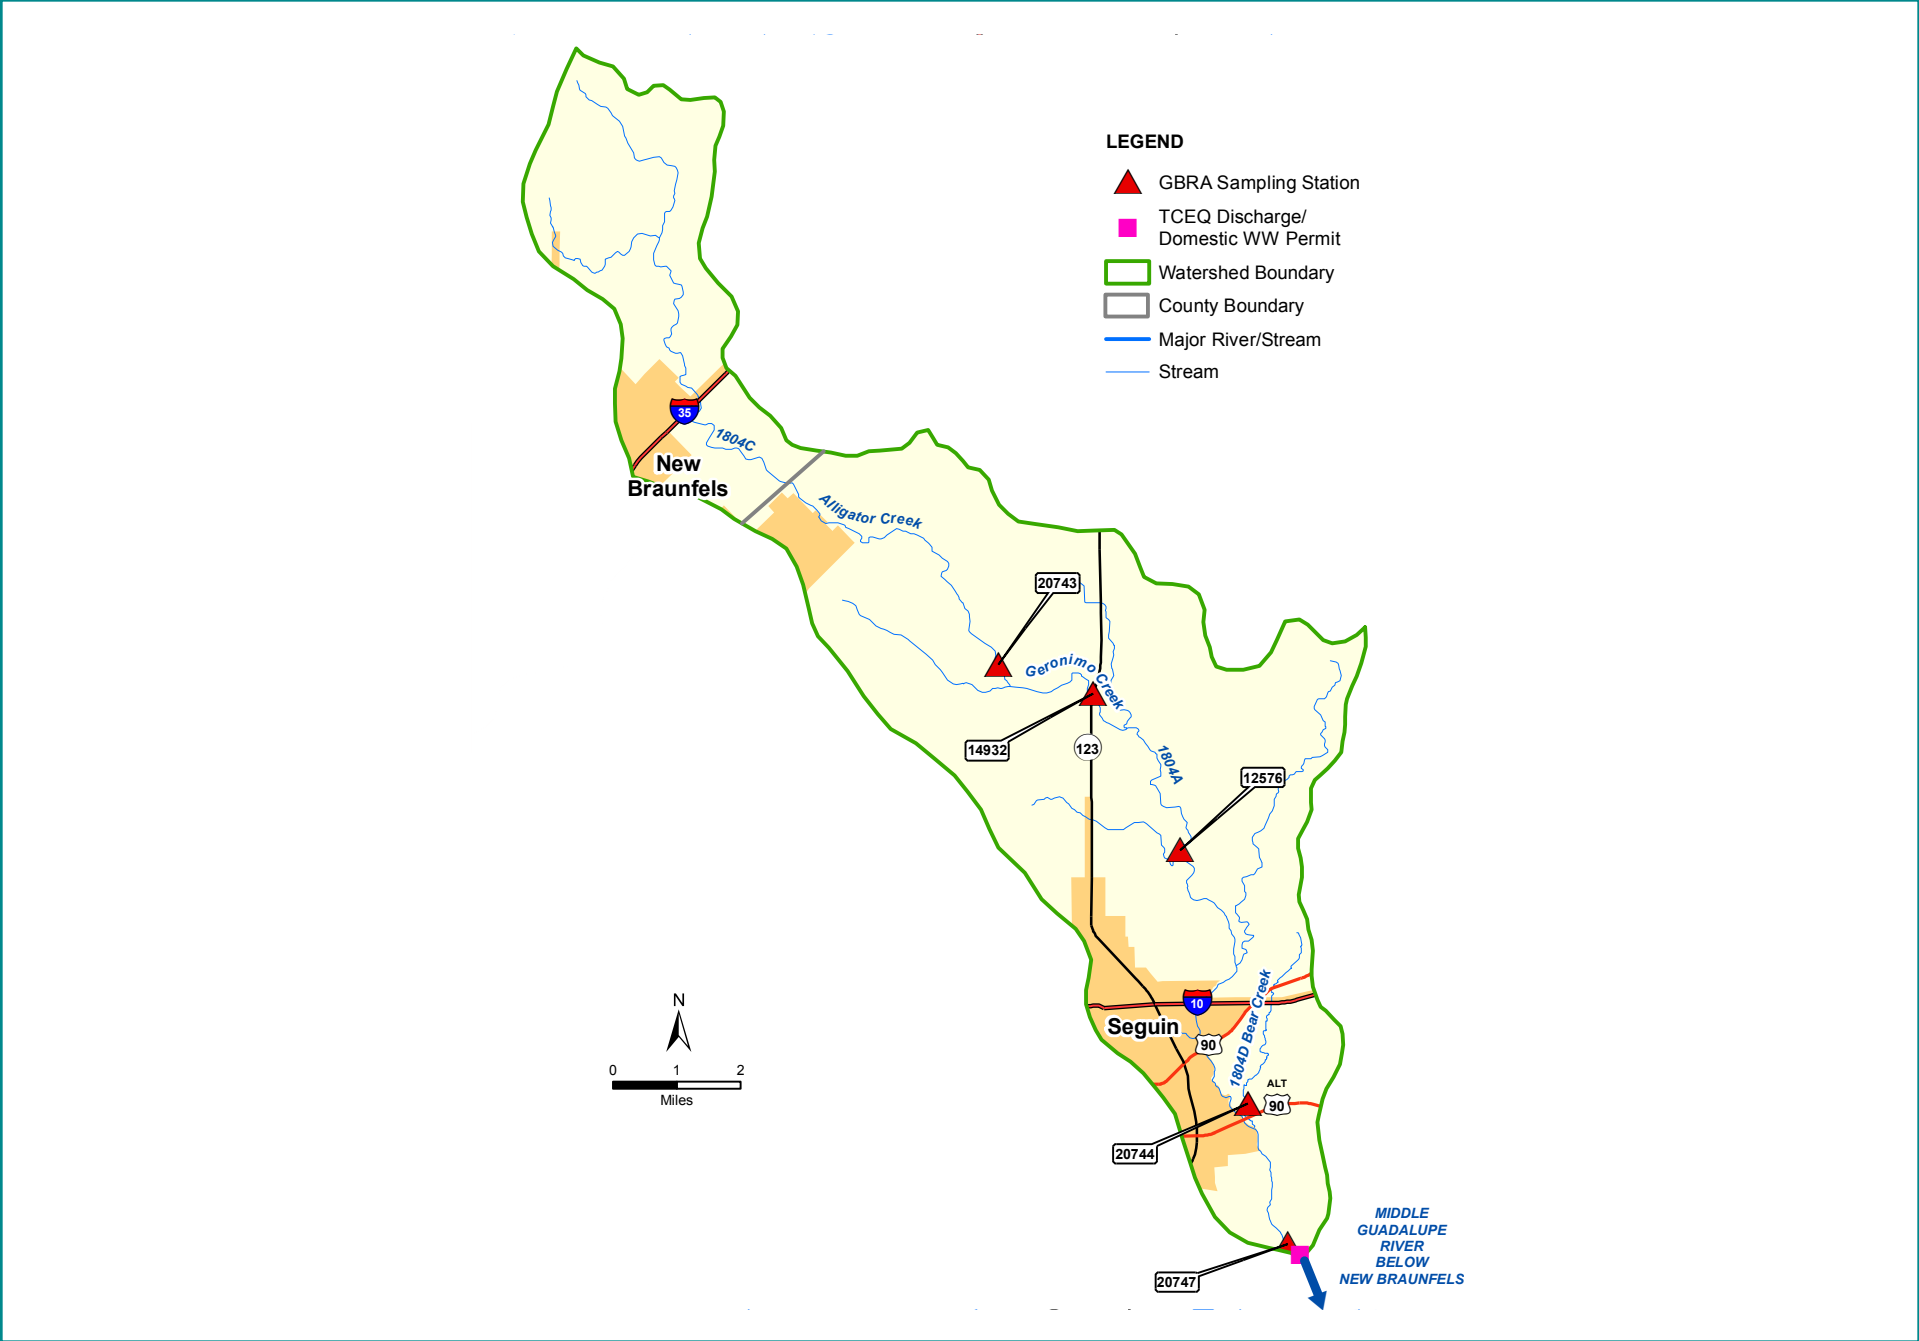 LEGEND
GBRA Sampling Station
TCEQ Discharge/
Domestic WW Permit
Watershed Boundary
County Boundary
Major River/Stream
Stream
35
1804C
New
Braunfels
Alligator Creek
20743
Geronimo Creek
14932
123
1804A
12576
10
Seguin
90
1804D Bear Creek
ALT
90
20744
20747
N
0 1 2
Miles
MIDDLE
GUADALUPE
RIVER
BELOW
NEW BRAUNFELS